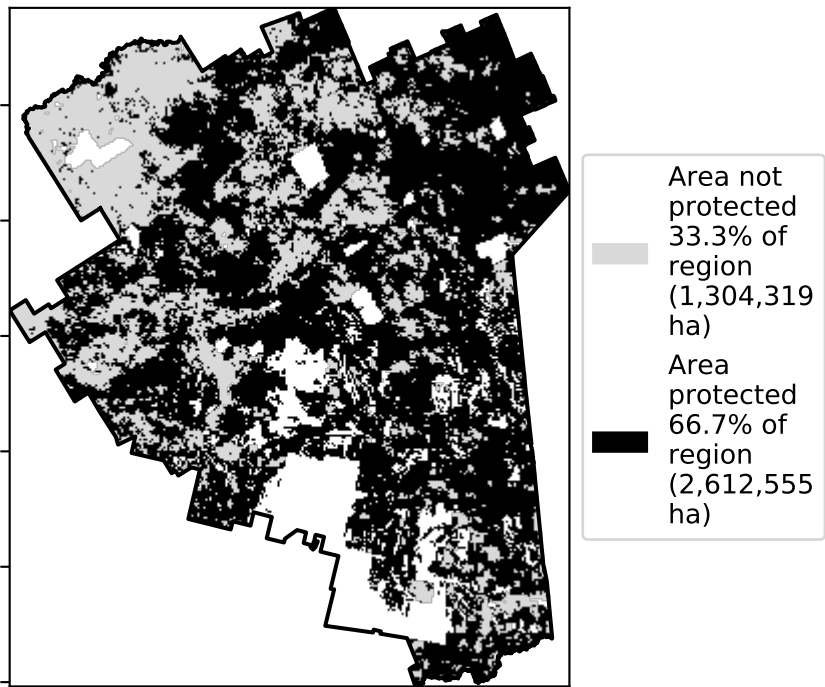 Area not
protected
33.3% of
region
(1,304,319
ha)
Area
protected
66.7% of
region
(2,612,555
ha)